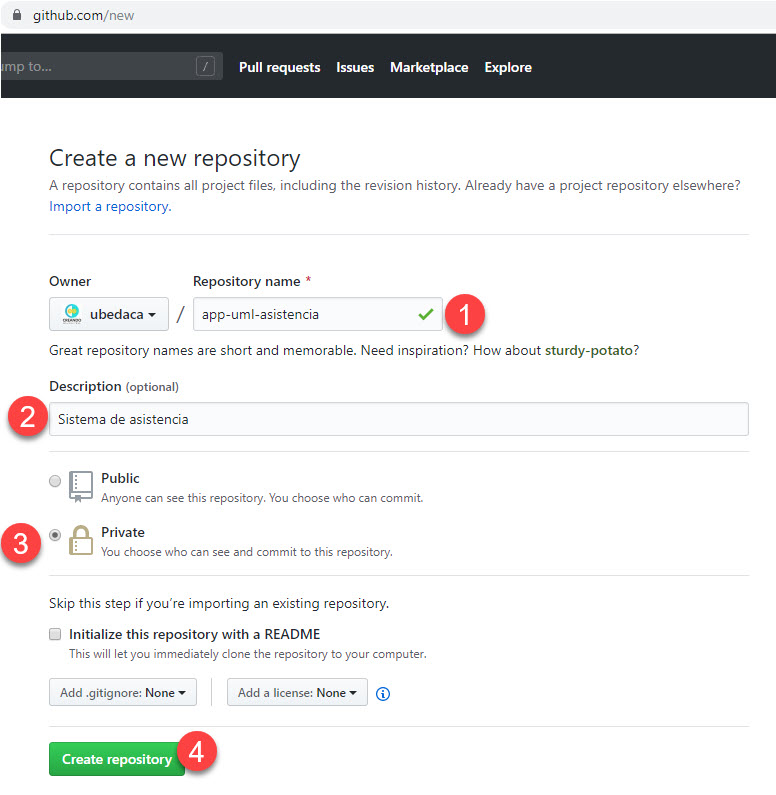 github.com/new
ump to... /
Pull requests Issues Marketplace Explore
Create a new repository
A repository contains all project files, including the revision history. Already have a project repository elsewhere?
Import a repository.
Owner Repository name *
CREANDO ubedaca / app-uml-asistencia 1
Great repository names are short and memorable. Need inspiration? How about sturdy-potato?
Description (optional)
2 Sistema de asistencia
Public
Anyone can see this repository. You choose who can commit.
3 Private
You choose who can see and commit to this repository.
Skip this step if you’re importing an existing repository.
Initialize this repository with a README
This will let you immediately clone the repository to your computer.
Add .gitignore: None Add a license: None
Create repository 4